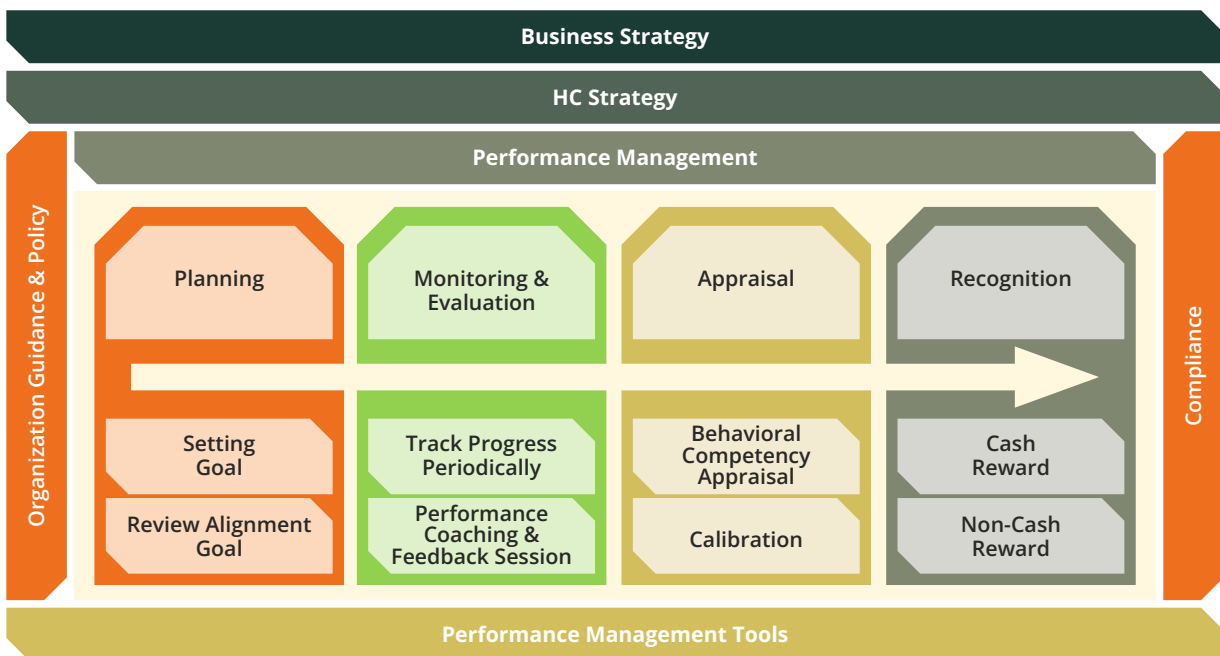 Business Strategy
HC Strategy
Organization Guidance & Policy
Performance Management
Compliance
Planning
Monitoring &
Evaluation
Appraisal
Recognition
Setting
Goal
Track Progress
Periodically
Behavioral
Competency
Appraisal
Cash
Reward
Review Alignment
Goal
Performance
Coaching &
Feedback Session
Calibration
Non-Cash
Reward
Performance Management Tools